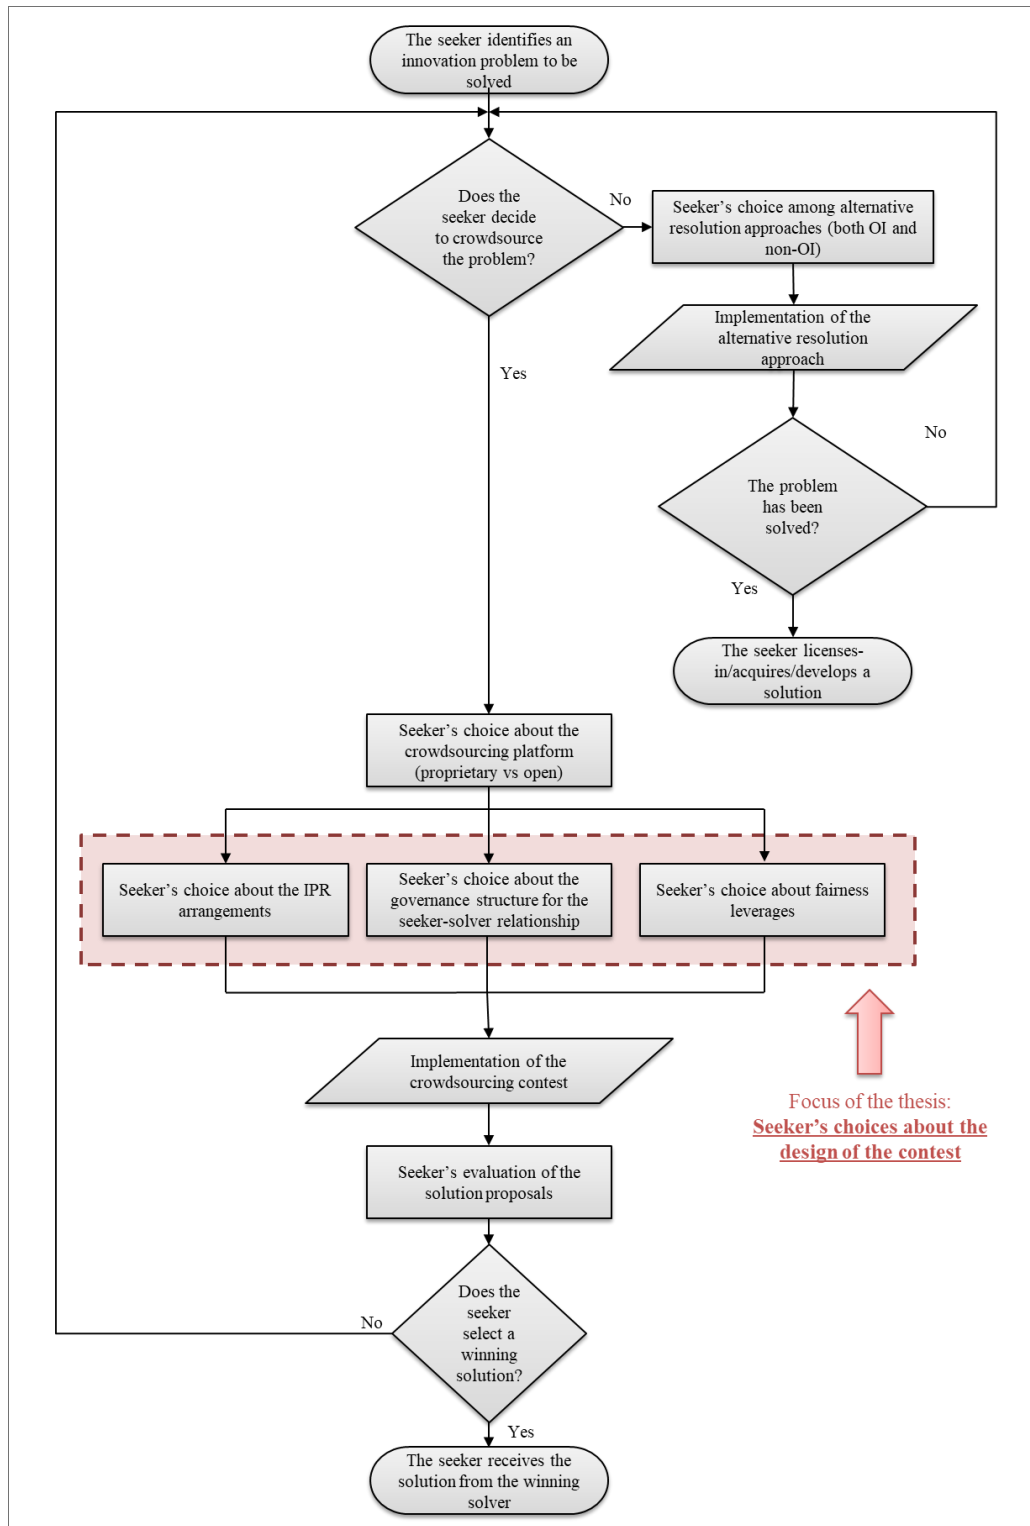 The seeker identifies an
innovation problem to be
solved
Does the
seeker decide
to crowdsource
the problem?
No
Seeker's choice among alternative
resolution approaches (both OI and
non-OI)
Implementation of the
alternative resolution
approach
Yes
The problem
has been
solved?
No
Yes
The seeker licenses-
in/acquires/develops a
solution
Seeker's choice about the
crowdsourcing platform
(proprietary vs open)
Seeker's choice about the IPR
arrangements
Seeker's choice about the
governance structure for the
seeker-solver relationship
Seeker's choice about fairness
leverages
Implementation of the
crowdsourcing contest
Focus of the thesis:
Seeker's choices about the
design of the contest
Seeker's evaluation of the
solution proposals
Does the
seeker
select a
winning
solution?
No
Yes
The seeker receives the
solution from the winning
solver